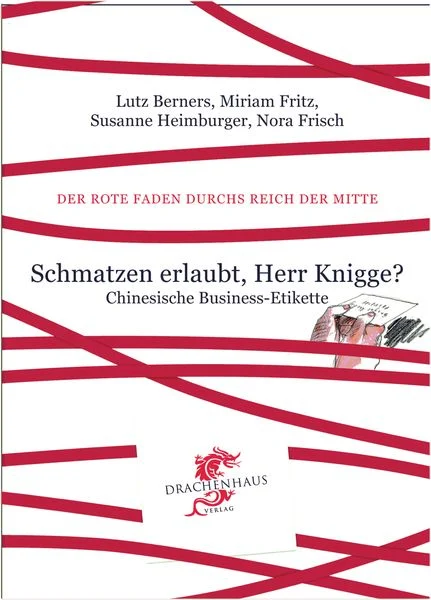 Lutz Berners, Miriam Fritz,
Susanne Heimburger, Nora Frisch
DER ROTE FADEN DURCHS REICH DER MITTE
Schmatzen erlaubt, Herr Knigge?
Chinesische Business-Etikette
DRACHENHAUS
VERLAG